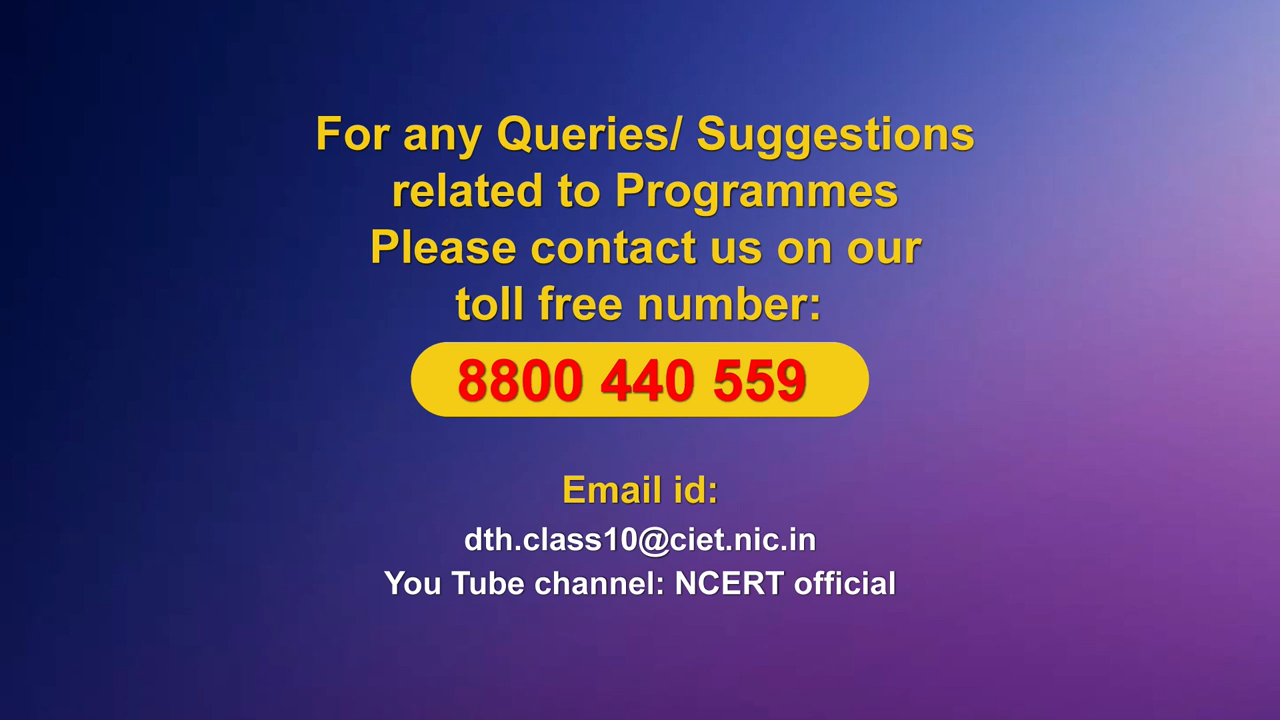 For any Queries/ Suggestions
related to Programmes
Please contact us on our
toll free number:
8800 440 559
Email id:
dth.class10@ciet.nic.in
You Tube channel: NCERT official